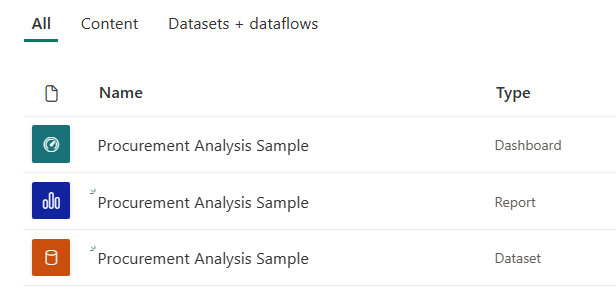 All Content Datasets + dataflows
Name Type
Procurement Analysis Sample Dashboard
Procurement Analysis Sample Report
Procurement Analysis Sample Dataset